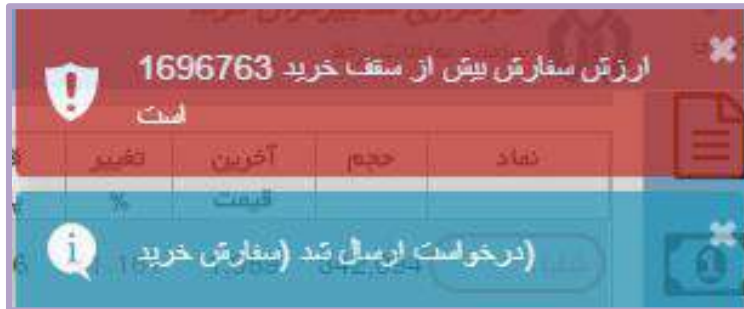 ارزش سفارش بیش از سقف خرید 1696763
است
نماد حجم آخرین تغییر
قیمت %
درخواست ارسال شد (سفارش خرید)